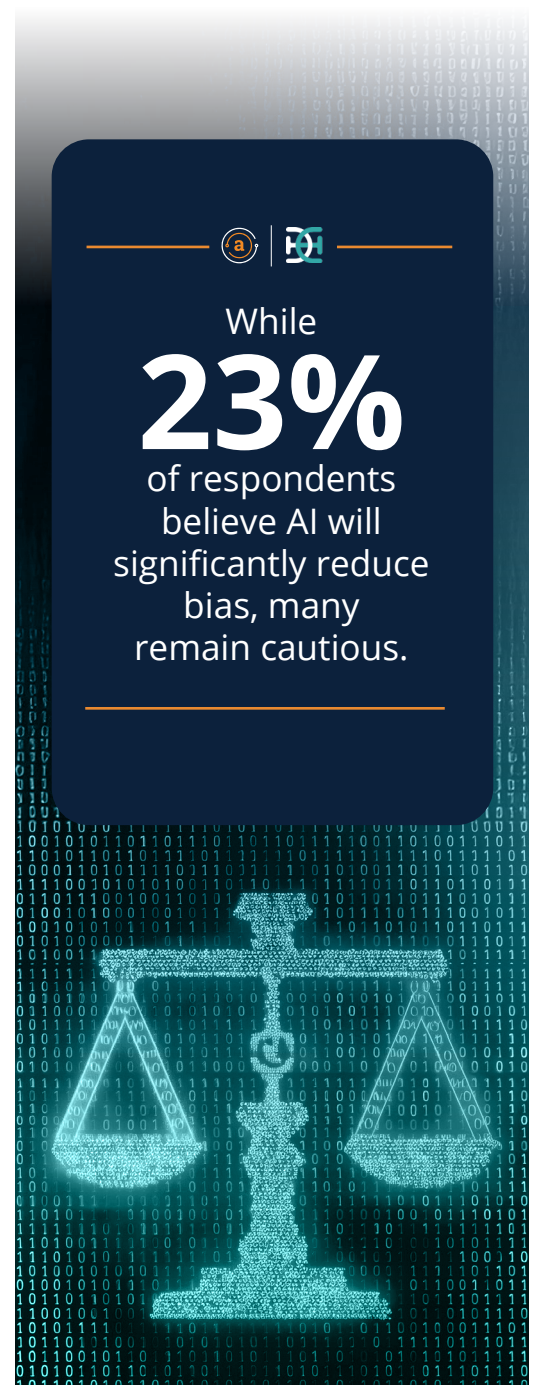 a
While
23%
of respondents
believe AI will
significantly reduce
bias, many
remain cautious.